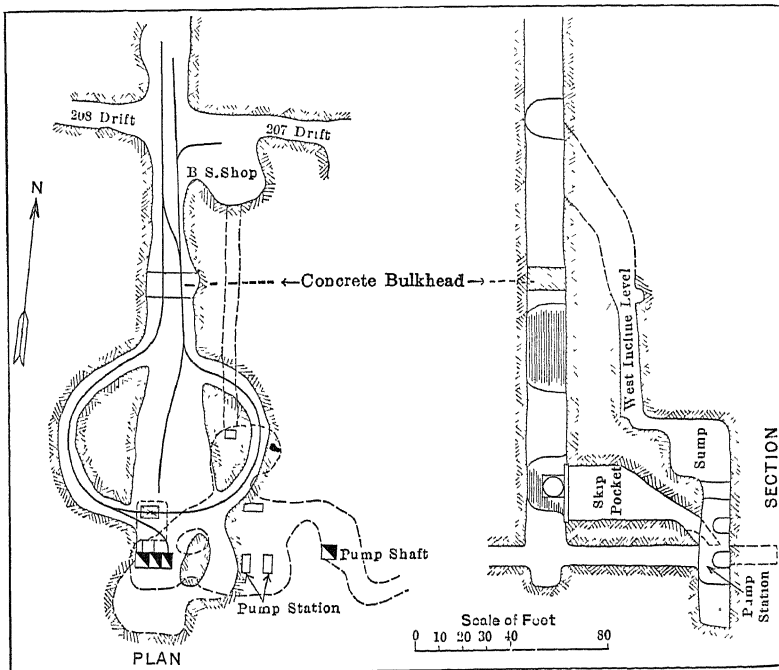 208 Drift
207 Drift
B S. Shop
N
←Concrete Bulkhead→
West Incline Level
Sump
SECTION
Skip
Pocket
Pump Shaft
Pump Station
Pump
Station
Scale of Foot
0 10 20 30 40 80
PLAN